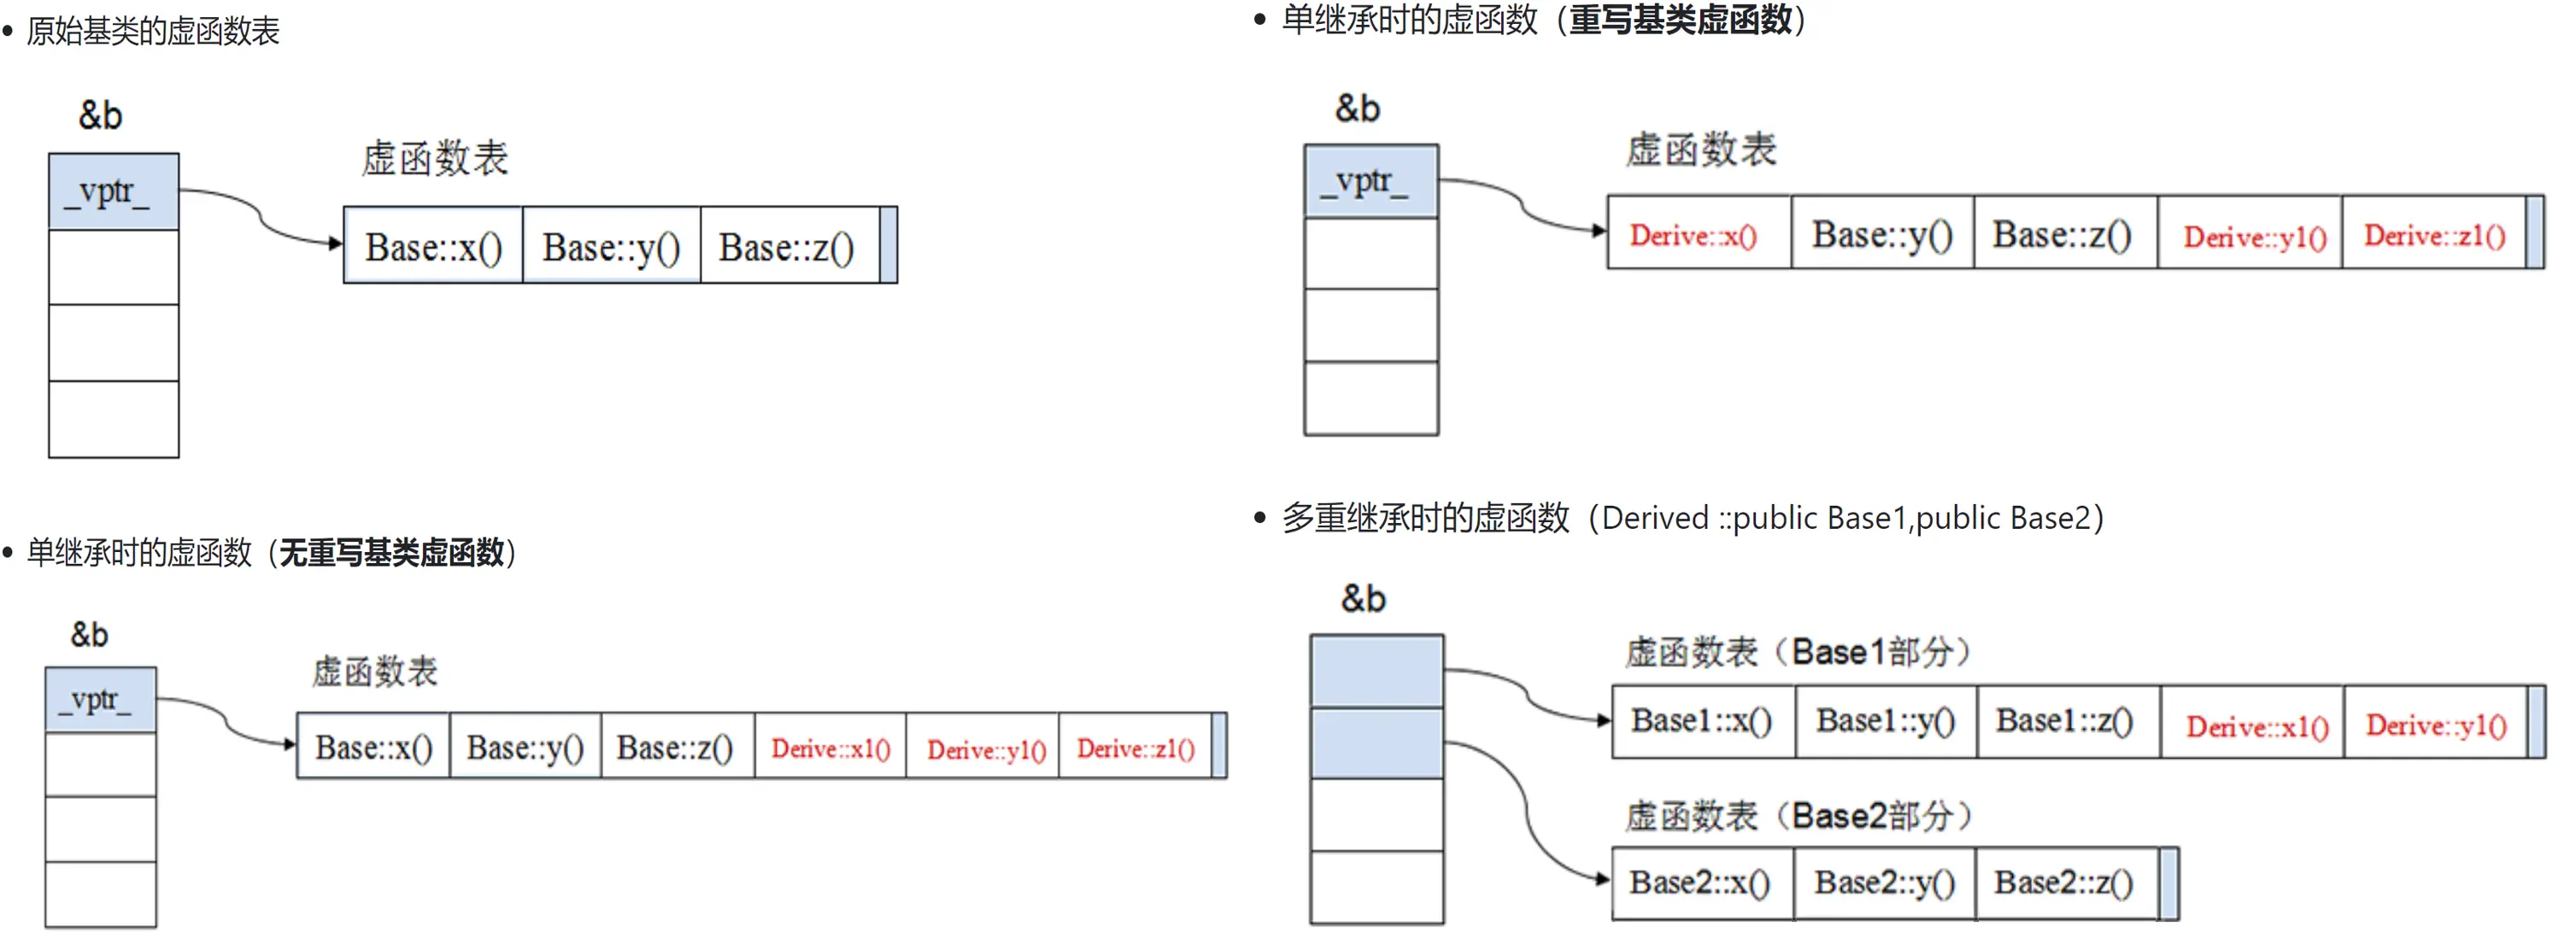 • 原始基类的虚函数表
&b
_vptr_
虚函数表
Base::x() Base::y() Base::z()
• 单继承时的虚函数（无重写基类虚函数）
&b
_vptr_
虚函数表
Base::x() Base::y() Base::z() Derive::x1() Derive::y1() Derive::z1()
• 单继承时的虚函数（重写基类虚函数）
&b
_vptr_
虚函数表
Derive::x() Base::y() Base::z() Derive::y1() Derive::z1()
• 多重继承时的虚函数（Derived ::public Base1,public Base2）
&b
虚函数表（Base1部分）
Base1::x() Base1::y() Base1::z() Derive::x1() Derive::y1()
虚函数表（Base2部分）
Base2::x() Base2::y() Base2::z()